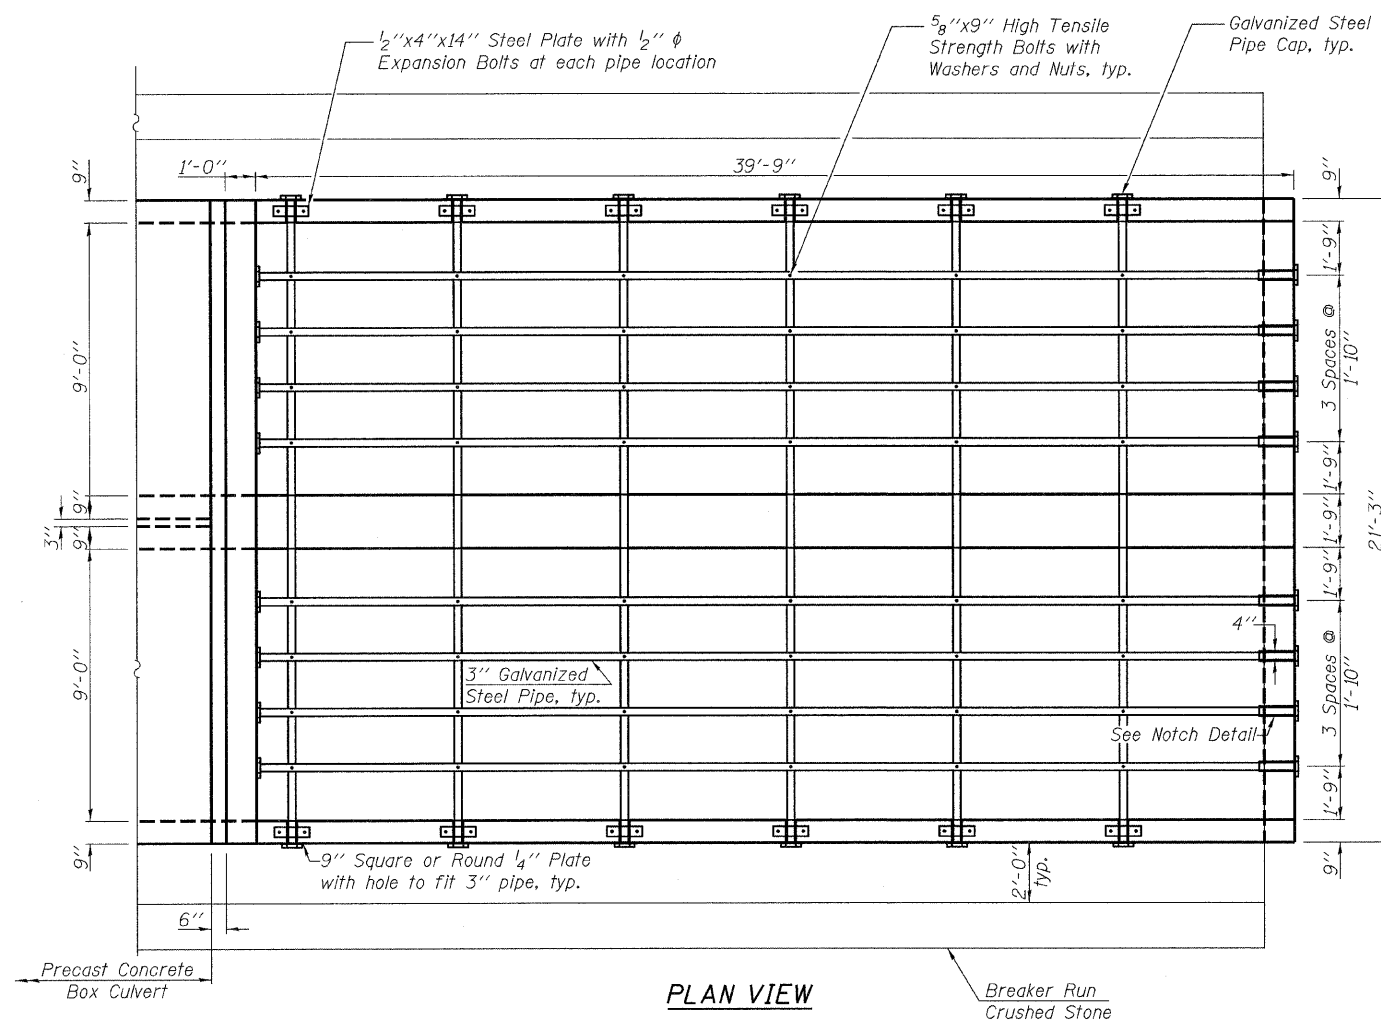 ½"x4"x14" Steel Plate with ½" ϕ
Expansion Bolts at each pipe location
⅝"x9" High Tensile
Strength Bolts with
Washers and Nuts, typ.
Galvanized Steel
Pipe Cap, typ.
9"
1'-0"
39'-9"
9"
1'-9"
3 Spaces @
1'-10"
9'-0"
1'-9"
9"
3"
9"
1'-9"
21'-3"
1'-9"
4"
3 Spaces @
1'-10"
9'-0"
3" Galvanized
Steel Pipe, typ.
See Notch Detail
1'-9"
9"
9" Square or Round ¼" Plate
with hole to fit 3" pipe, typ.
2'-0"
typ.
9"
6"
Precast Concrete
Box Culvert
PLAN VIEW
Breaker Run
Crushed Stone